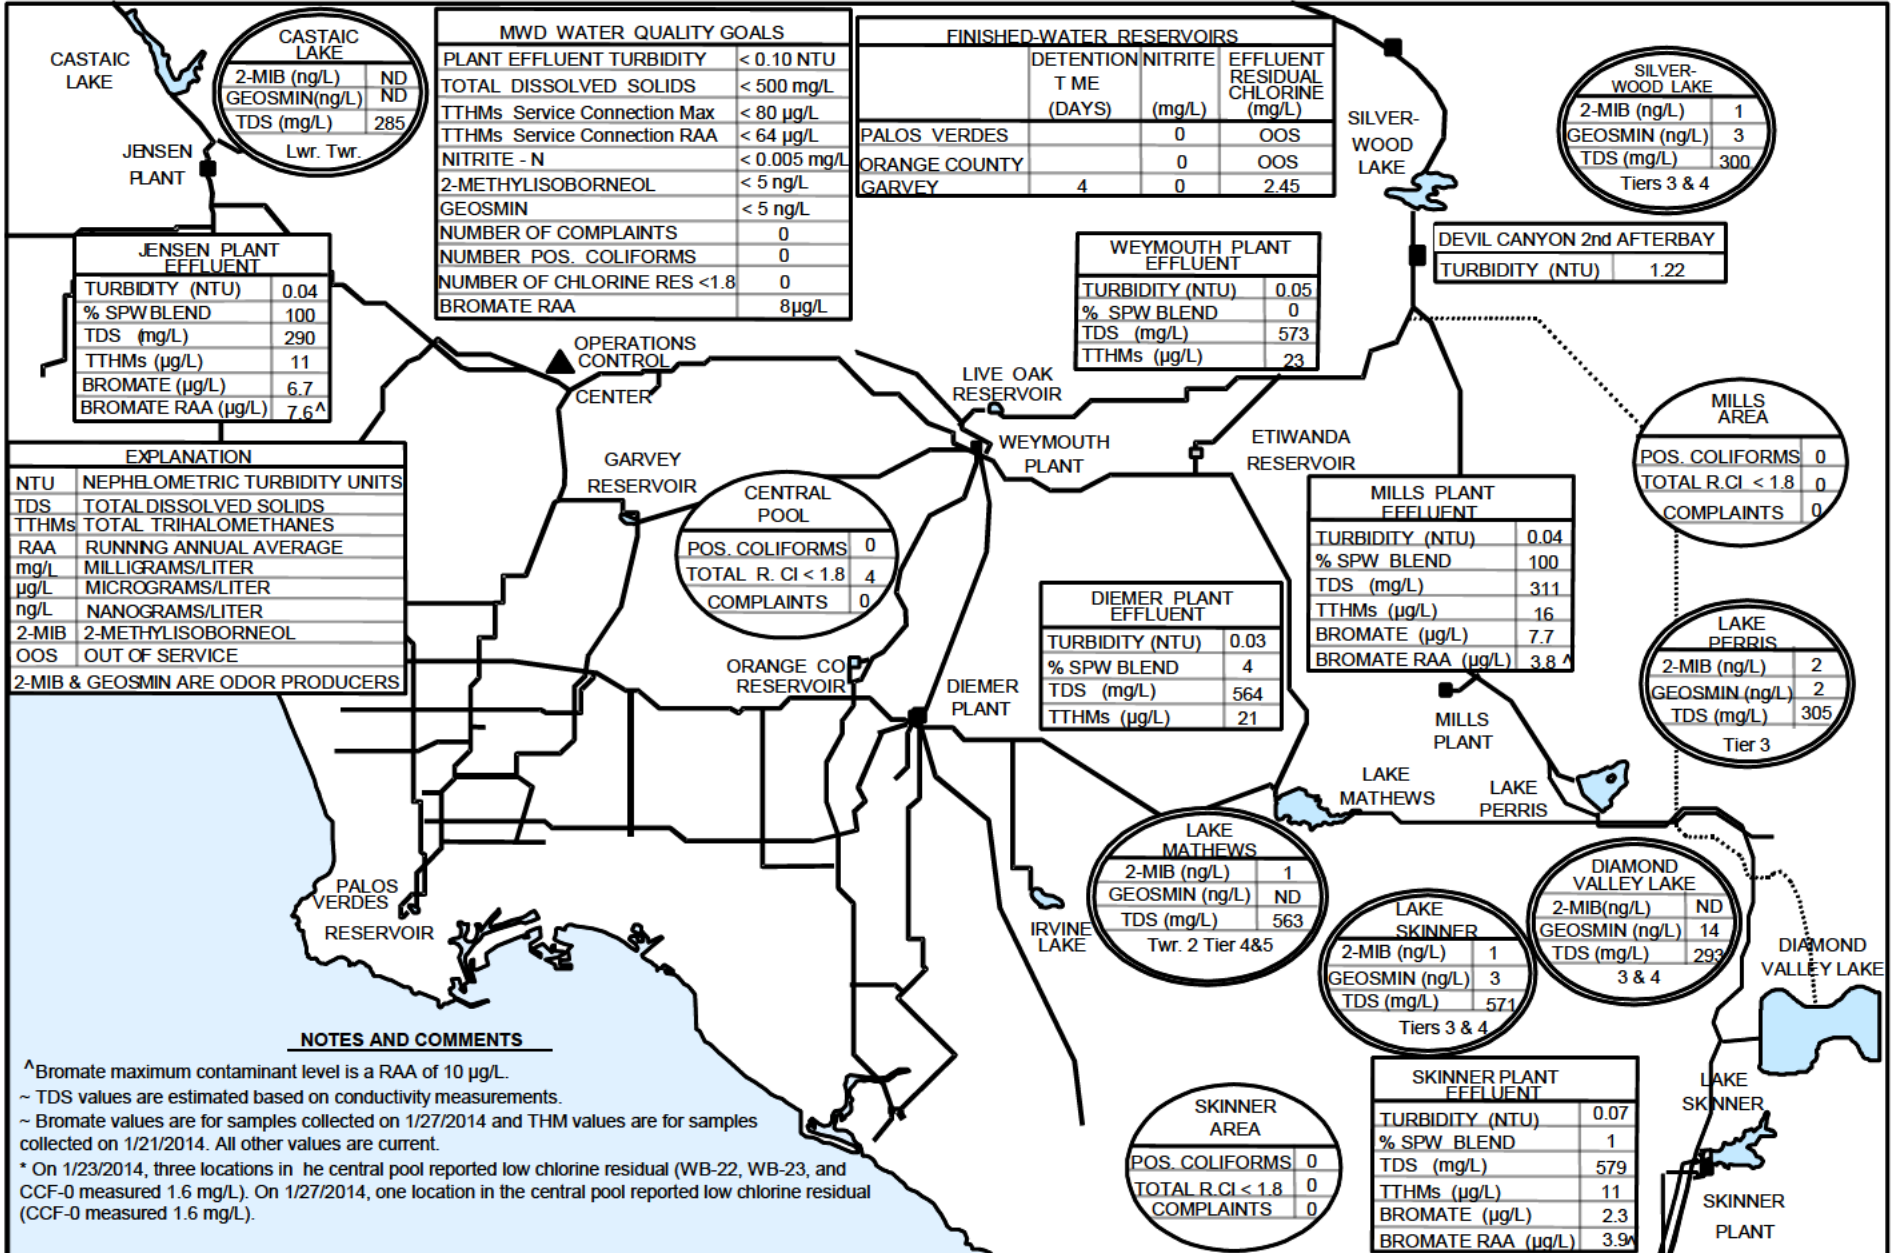 CASTAIC
LAKE
CASTAIC
LAKE
2-MIB (ng/L) ND
GEOSMIN(ng/L) ND
TDS (mg/L) 285
Lwr. Twr.
JENSEN
PLANT
MWD WATER QUALITY GOALS
PLANT EFFLUENT TURBIDITY < 0.10 NTU
TOTAL DISSOLVED SOLIDS < 500 mg/L
TTHMs Service Connection Max < 80 µg/L
TTHMs Service Connection RAA < 64 µg/L
NITRITE - N < 0.005 mg/L
2-METHYLISOBORNEOL < 5 ng/L
GEOSMIN < 5 ng/L
NUMBER OF COMPLAINTS 0
NUMBER POS. COLIFORMS 0
NUMBER OF CHLORINE RES <1.8 0
BROMATE RAA 8µg/L
FINISHED-WATER RESERVOIRS
DETENTION NITRITE EFFLUENT
RESIDUAL
T ME CHLORINE
(DAYS) (mg/L) (mg/L)
PALOS VERDES 0 OOS
ORANGE COUNTY 0 OOS
GARVEY 4 0 2.45
SILVER-
WOOD
LAKE
SILVER-
WOOD LAKE
2-MIB (ng/L) 1
GEOSMIN (ng/L) 3
TDS (mg/L) 300
Tiers 3 & 4
DEVIL CANYON 2nd AFTERBAY
TURBIDITY (NTU) 1.22
JENSEN PLANT
EFFLUENT
TURBIDITY (NTU) 0.04
% SPW BLEND 100
TDS (mg/L) 290
TTHMs (µg/L) 11
BROMATE (µg/L) 6.7
BROMATE RAA (µg/L) 7.6^
WEYMOUTH PLANT
EFFLUENT
TURBIDITY (NTU) 0.05
% SPW BLEND 0
TDS (mg/L) 573
TTHMs (µg/L) 23
OPERATIONS
CONTROL
CENTER
LIVE OAK
RESERVOIR
WEYMOUTH
PLANT
ETIWANDA
RESERVOIR
MILLS
AREA
POS. COLIFORMS 0
TOTAL R.Cl < 1.8 0
COMPLAINTS 0
EXPLANATION
NTU NEPHELOMETRIC TURBIDITY UNITS
TDS TOTAL DISSOLVED SOLIDS
TTHMs TOTAL TRIHALOMETHANES
RAA RUNNING ANNUAL AVERAGE
mg/L MILLIGRAMS/LITER
µg/L MICROGRAMS/LITER
ng/L NANOGRAMS/LITER
2-MIB 2-METHYLISOBORNEOL
OOS OUT OF SERVICE
2-MIB & GEOSMIN ARE ODOR PRODUCERS
GARVEY
RESERVOIR
CENTRAL
POOL
POS. COLIFORMS 0
TOTAL R. Cl < 1.8 4
COMPLAINTS 0
MILLS PLANT
EFFLUENT
TURBIDITY (NTU) 0.04
% SPW BLEND 100
TDS (mg/L) 311
TTHMs (µg/L) 16
BROMATE (µg/L) 7.7
BROMATE RAA (µg/L) 3.8 ^
DIEMER PLANT
EFFLUENT
TURBIDITY (NTU) 0.03
% SPW BLEND 4
TDS (mg/L) 564
TTHMs (µg/L) 21
ORANGE CO
RESERVOIR
DIEMER
PLANT
MILLS
PLANT
LAKE
PERRIS
2-MIB (ng/L) 2
GEOSMIN (ng/L) 2
TDS (mg/L) 305
Tier 3
LAKE
MATHEWS
LAKE
PERRIS
LAKE
MATHEWS
2-MIB (ng/L) 1
GEOSMIN (ng/L) ND
TDS (mg/L) 563
Twr. 2 Tier 4&5
DIAMOND
VALLEY LAKE
2-MIB(ng/L) ND
GEOSMIN (ng/L) 14
TDS (mg/L) 293
3 & 4
LAKE
SKINNER
2-MIB (ng/L) 1
GEOSMIN (ng/L) 3
TDS (mg/L) 571
Tiers 3 & 4
DIAMOND
VALLEY LAKE
PALOS
VERDES
RESERVOIR
IRVINE
LAKE
NOTES AND COMMENTS
^Bromate maximum contaminant level is a RAA of 10 µg/L.
~ TDS values are estimated based on conductivity measurements.
~ Bromate values are for samples collected on 1/27/2014 and THM values are for samples
collected on 1/21/2014. All other values are current.
* On 1/23/2014, three locations in he central pool reported low chlorine residual (WB-22, WB-23, and
CCF-0 measured 1.6 mg/L). On 1/27/2014, one location in the central pool reported low chlorine residual
(CCF-0 measured 1.6 mg/L).
SKINNER
AREA
POS. COLIFORMS 0
TOTAL R.Cl < 1.8 0
COMPLAINTS 0
SKINNER PLANT
EFFLUENT
TURBIDITY (NTU) 0.07
% SPW BLEND 1
TDS (mg/L) 579
TTHMs (µg/L) 11
BROMATE (µg/L) 2.3
BROMATE RAA (µg/L) 3.9^
LAKE
SKINNER
SKINNER
PLANT